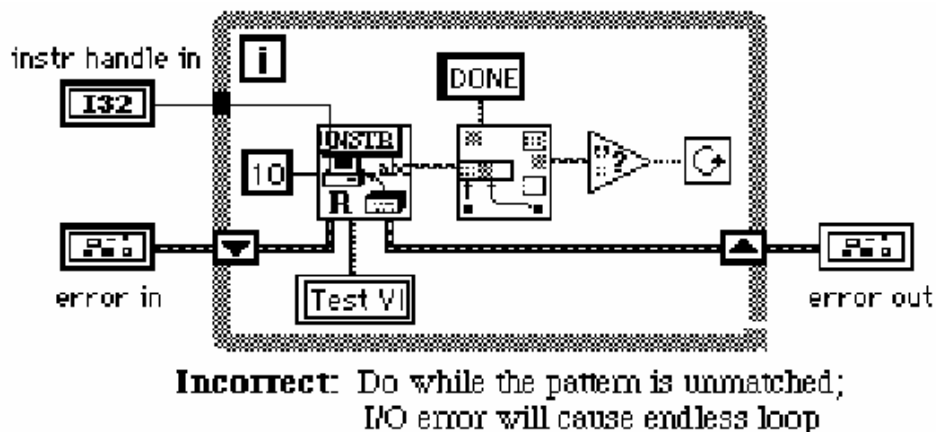 instr handle in
i
I32
DONE
INSTR
abc
10
R
" ?
Test VI
error in
error out
Incorrect: Do while the pattern is unmatched;
I/O error will cause endless loop